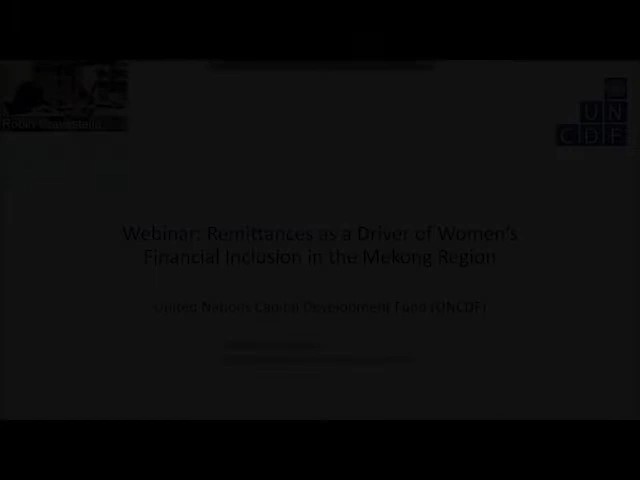 UN
CDF
Webinar: Remittances as a Driver of Women's
Financial Inclusion in the Mekong Region
United Nations Capital Development Fund (UNCDF)